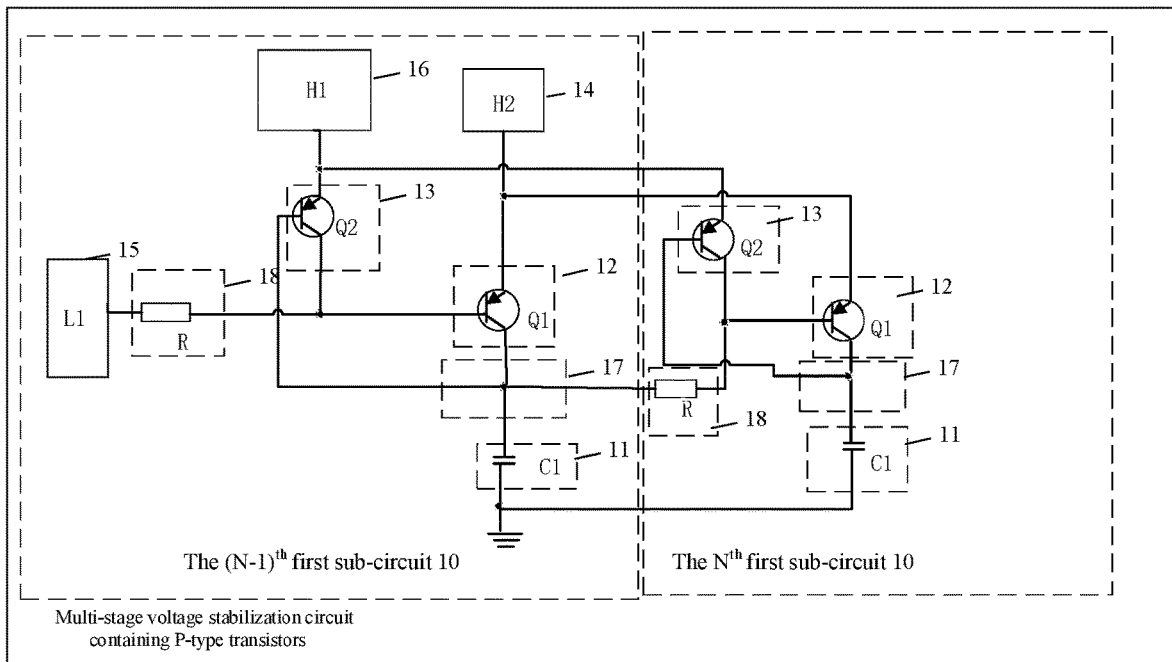 16
H1
14
H2
13
Q2
15
18
L1
R
12
Q1
17
11
C1
13
Q2
12
Q1
17
R
18
11
C1
The (N-1)th first sub-circuit 10
The Nth first sub-circuit 10
Multi-stage voltage stabilization circuit
containing P-type transistors